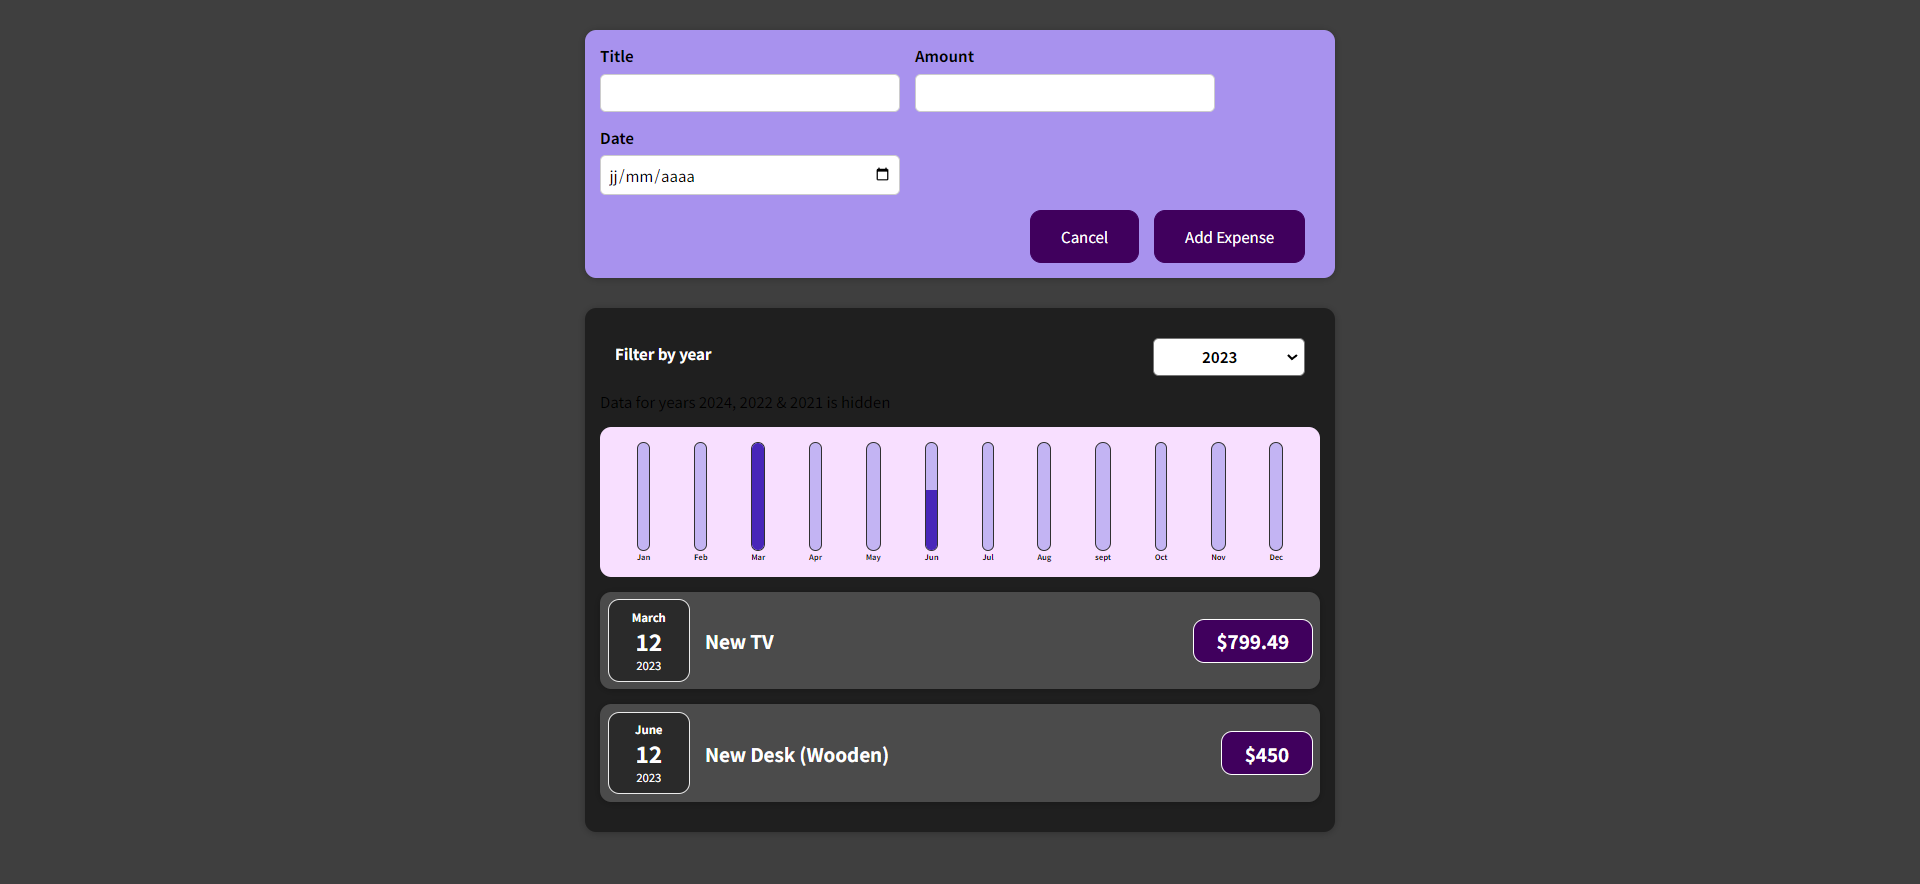 Title
Amount
Date
jj/mm/aaaa
Cancel
Add Expense
Filter by year
2023
Data for years 2024, 2022 & 2021 is hidden
Jan Feb Mar Apr May Jun Jul Aug sept Oct Nov Dec
March
12
2023
New TV
$799.49
June
12
2023
New Desk (Wooden)
$450